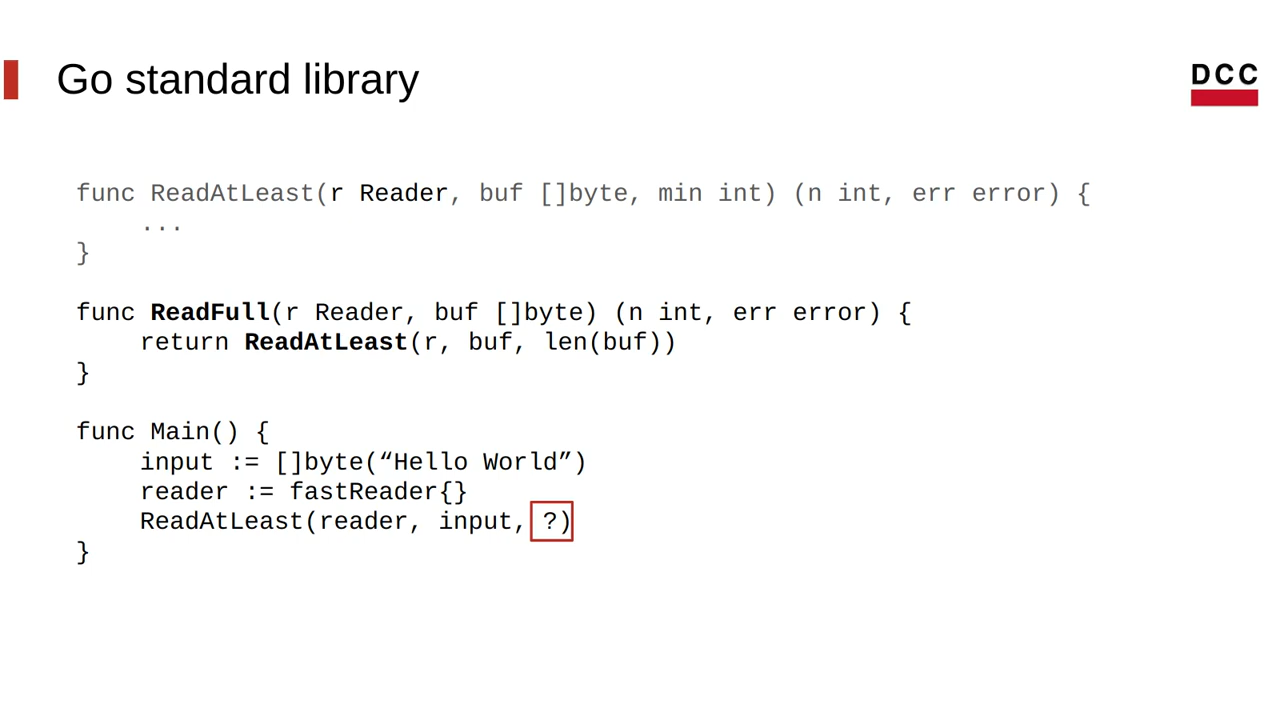 Go standard library
DCC
func ReadAtLeast(r Reader, buf []byte, min int) (n int, err error) {
...
}
func ReadFull(r Reader, buf []byte) (n int, err error) {
return ReadAtLeast(r, buf, len(buf))
}
func Main() {
input := []byte(“Hello World”)
reader := fastReader{}
ReadAtLeast(reader, input, ?)
}